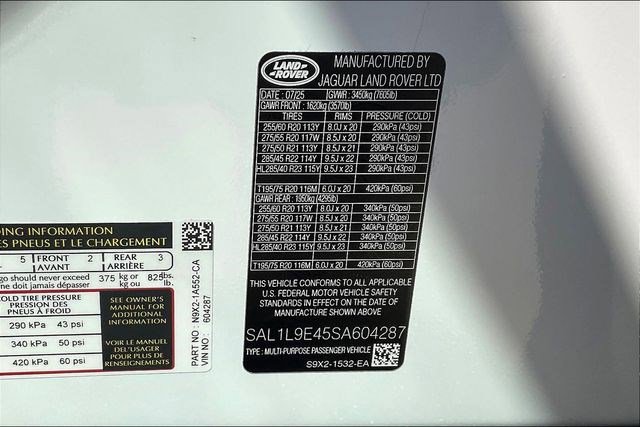 LAND-
ROVER
MANUFACTURED BY
JAGUAR LAND ROVER LTD
DATE : 07/25 GVWR : 3450kg (7605lb)
GAWR FRONT : 1620kg (3570lb)
TIRES RIMS PRESSURE (COLD)
255/60 R20 113Y 8.0J x 20 290kPa (43psi)
275/55 R20 117W 8.5J x 20 290kPa (43psi)
275/50 R21 113Y 8.5J x 21 290kPa (43psi)
285/45 R22 114Y 9.5J x 22 290kPa (43psi)
HL285/40 R23 115Y 9.5J x 23 290kPa (43psi)
T195/75 R20 116M 6.0J x 20 420kPa (60psi)
GAWR REAR : 1950kg (4295lb)
255/60 R20 113Y 8.0J x 20 340kPa (50psi)
275/55 R20 117W 8.5J x 20 340kPa (50psi)
275/50 R21 113Y 8.5J x 21 340kPa (50psi)
285/45 R22 114Y 9.5J x 22 340kPa (50psi)
HL285/40 R23 115Y 9.5J x 23 340kPa (50psi)
T195/75 R20 116M 6.0J x 20 420kPa (60psi)
THIS VEHICLE CONFORMS TO ALL APPLICABLE
U.S. FEDERAL MOTOR VEHICLE SAFETY
STANDARDS IN EFFECT ON THE DATE OF
MANUFACTURE SHOWN ABOVE
SAL1L9E45SA604287
TYPE : MULTI-PURPOSE PASSENGER VEHICLE
S9X2-1532-EA
DING INFORMATION
ES PNEUS ET LE CHARGEMENT
5 FRONT 2 REAR 3
AVANT ARRIÈRE
go should never exceed 375 kg or 825 lbs.
ne doit jamais dépasser kg ou lb.
COLD TIRE PRESSURE
PRESSION DES
PNEUS À FROID
290 kPa 43 psi
340 kPa 50 psi
420 kPa 60 psi
SEE OWNER'S
MANUAL FOR
ADDITIONAL
INFORMATION
VOIR LE MANUEL
DE L'USAGER
POUR PLUS DE
RENSEIGNEMENTS
N9X2-1A552-CA
VIN NO : 604287